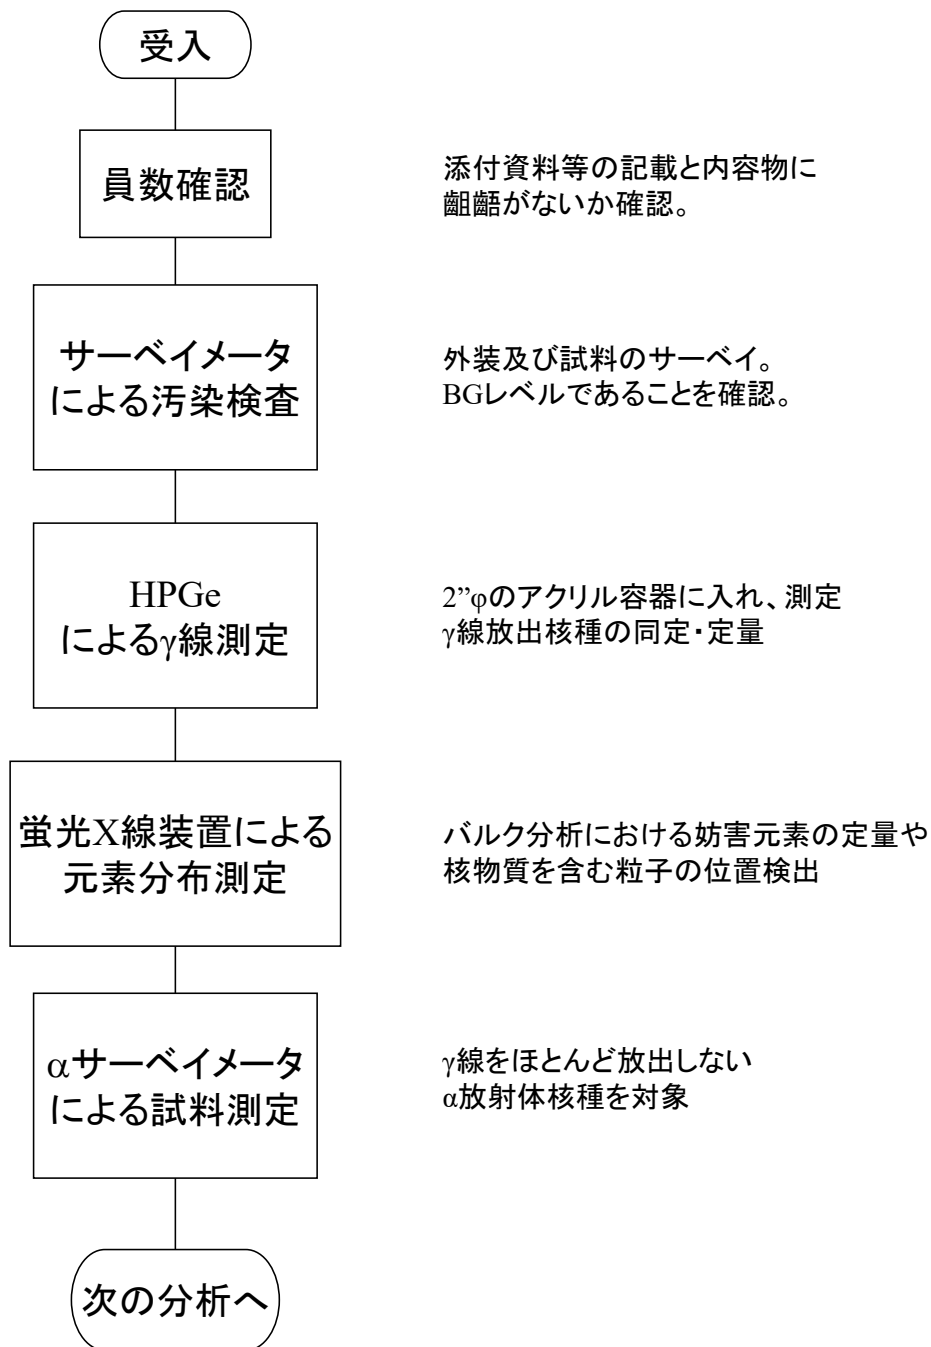 受入
員数確認
添付資料等の記載と内容物に
齟齬がないか確認。
サーベイメータ
による汚染検査
外装及び試料のサーベイ。
BGレベルであることを確認。
HPGe
によるγ線測定
2”φのアクリル容器に入れ、測定
γ線放出核種の同定・定量
蛍光X線装置による
元素分布測定
バルク分析における妨害元素の定量や
核物質を含む粒子の位置検出
αサーベイメータ
による試料測定
γ線をほとんど放出しない
α放射体核種を対象
次の分析へ